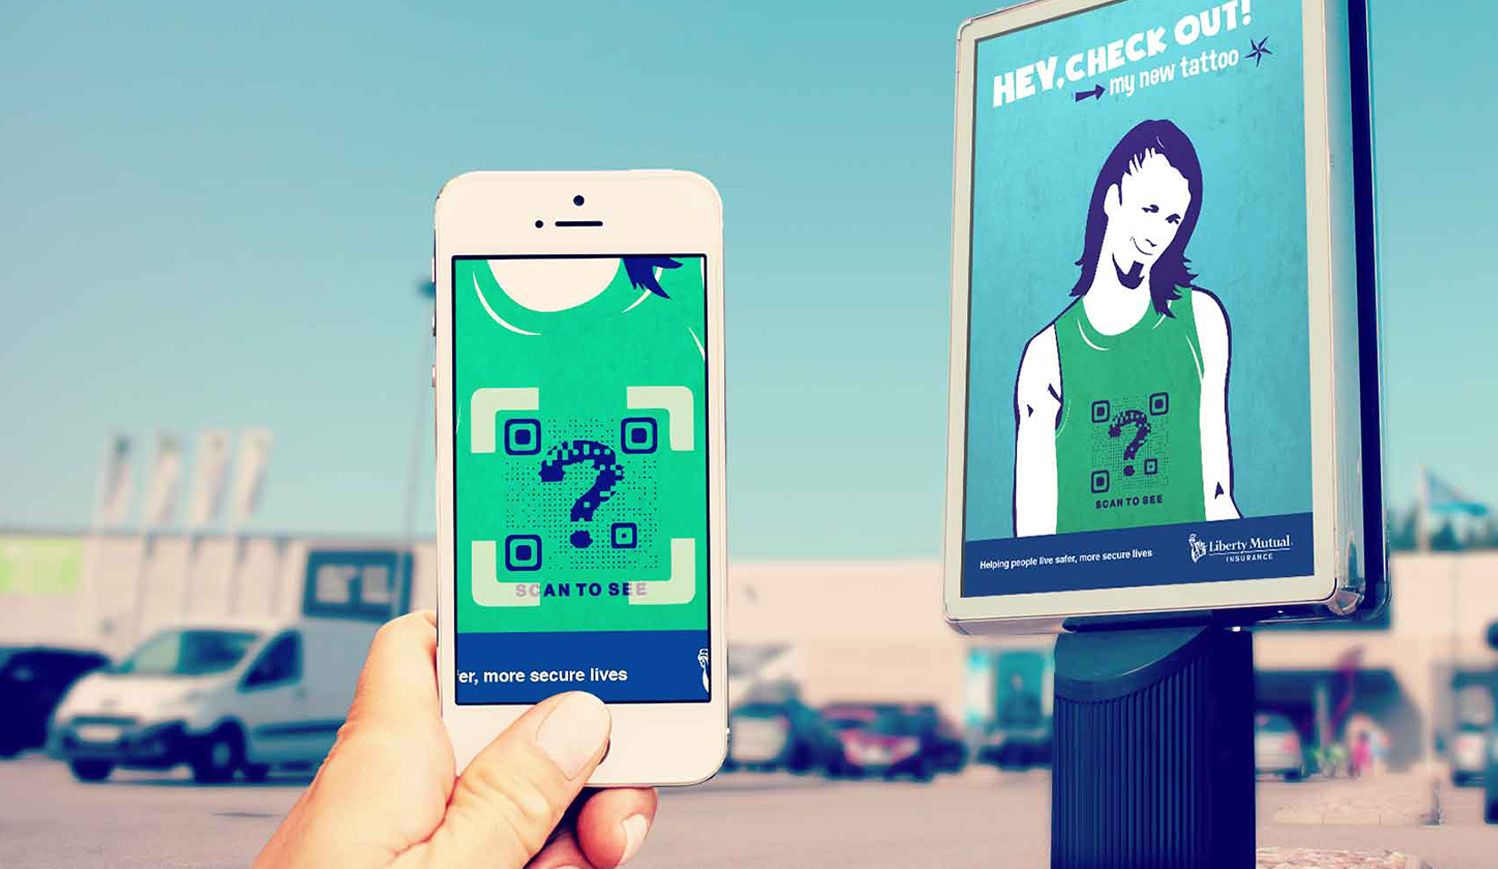 HEY, CHECK OUT!
my new tattoo
SCAN TO SEE
Helping people live safer, more secure lives
Liberty Mutual
INSURANCE
SCAN TO SEE
er, more secure lives